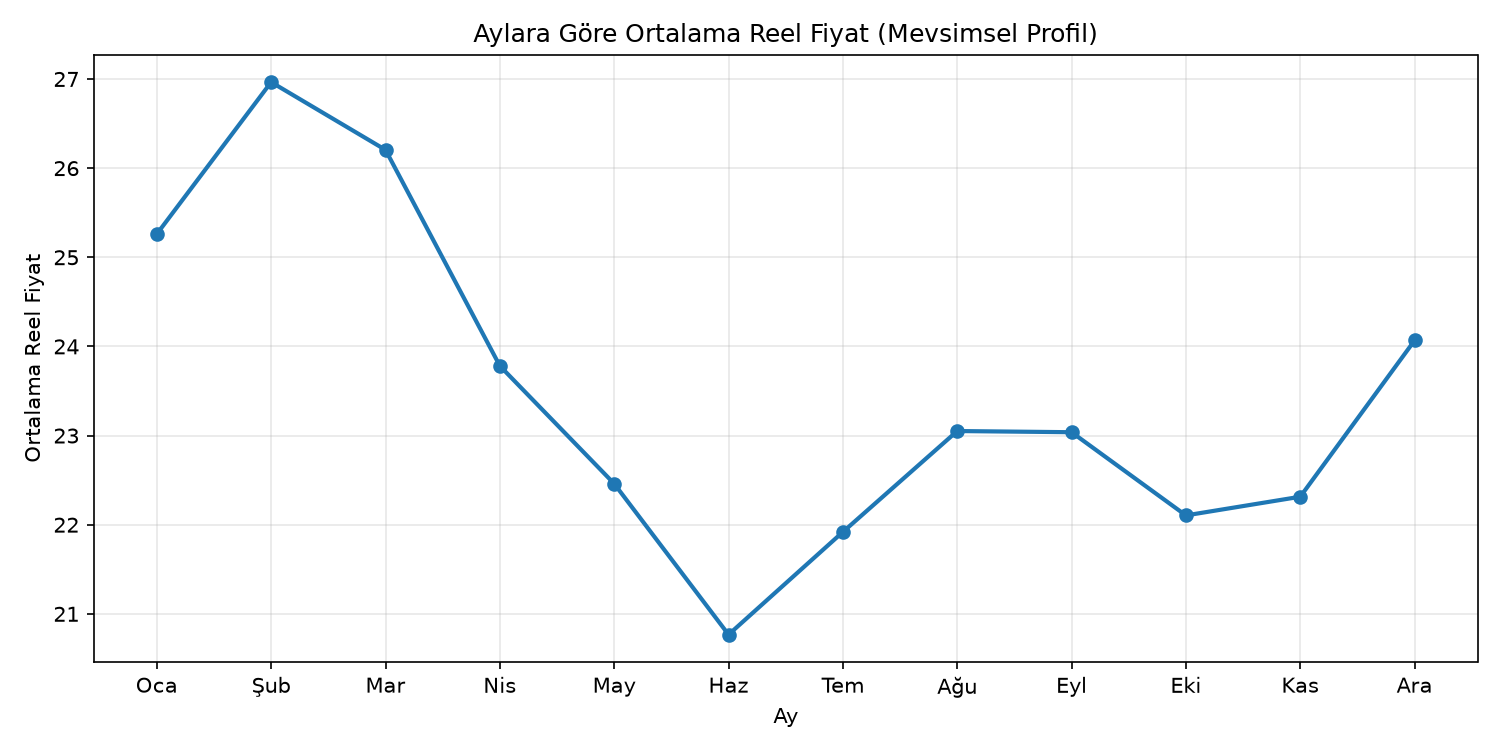 Aylara Göre Ortalama Reel Fiyat (Mevsimsel Profil)
Ortalama Reel Fiyat
27
26
25
24
23
22
21
Oca Şub Mar Nis May Haz Tem Ağu Eyl Eki Kas Ara
Ay